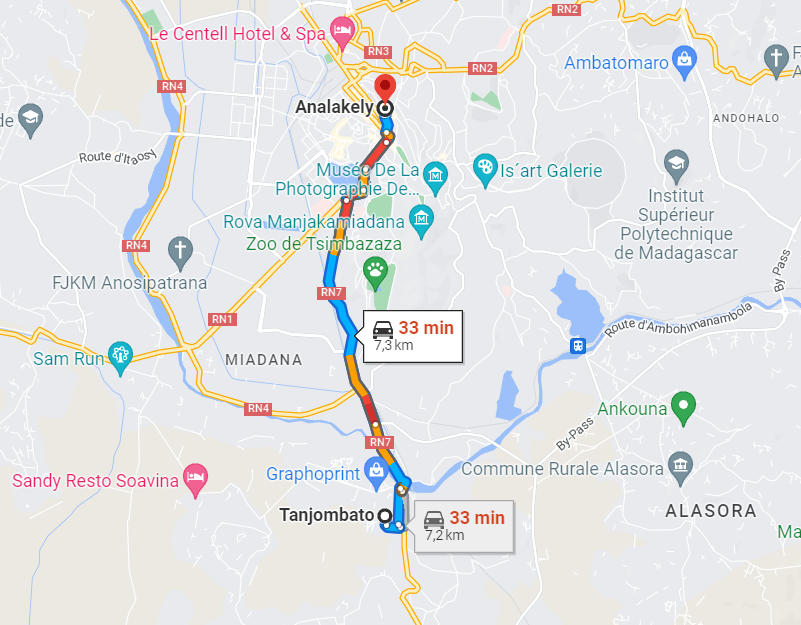 RN2
Le Centell Hotel & Spa
RN3
RN2
Ambatomaro
RN4
Analakely
ANDOHALO
Route d'Itaosy
Musée De La
Photographie De...
Is´art Galerie
Institut
Supérieur
Polytechnique
de Madagascar
Rova Manjakamiadana
Zoo de Tsimbazaza
RN4
FJKM Anosipatrana
By Pass
RN7
RN1
33 min
7,3 km
Route d'Ambohimanambola
Sam Run
MIADANA
RN4
Ankouna
By-Pass
RN7
Graphoprint
Commune Rurale Alasora
Sandy Resto Soavina
Tanjombato
33 min
7,2 km
ALASORA
Ma